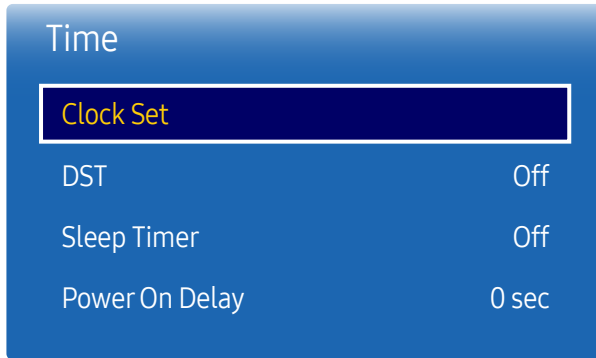 Time
Clock Set
DST Off
Sleep Timer Off
Power On Delay 0 sec